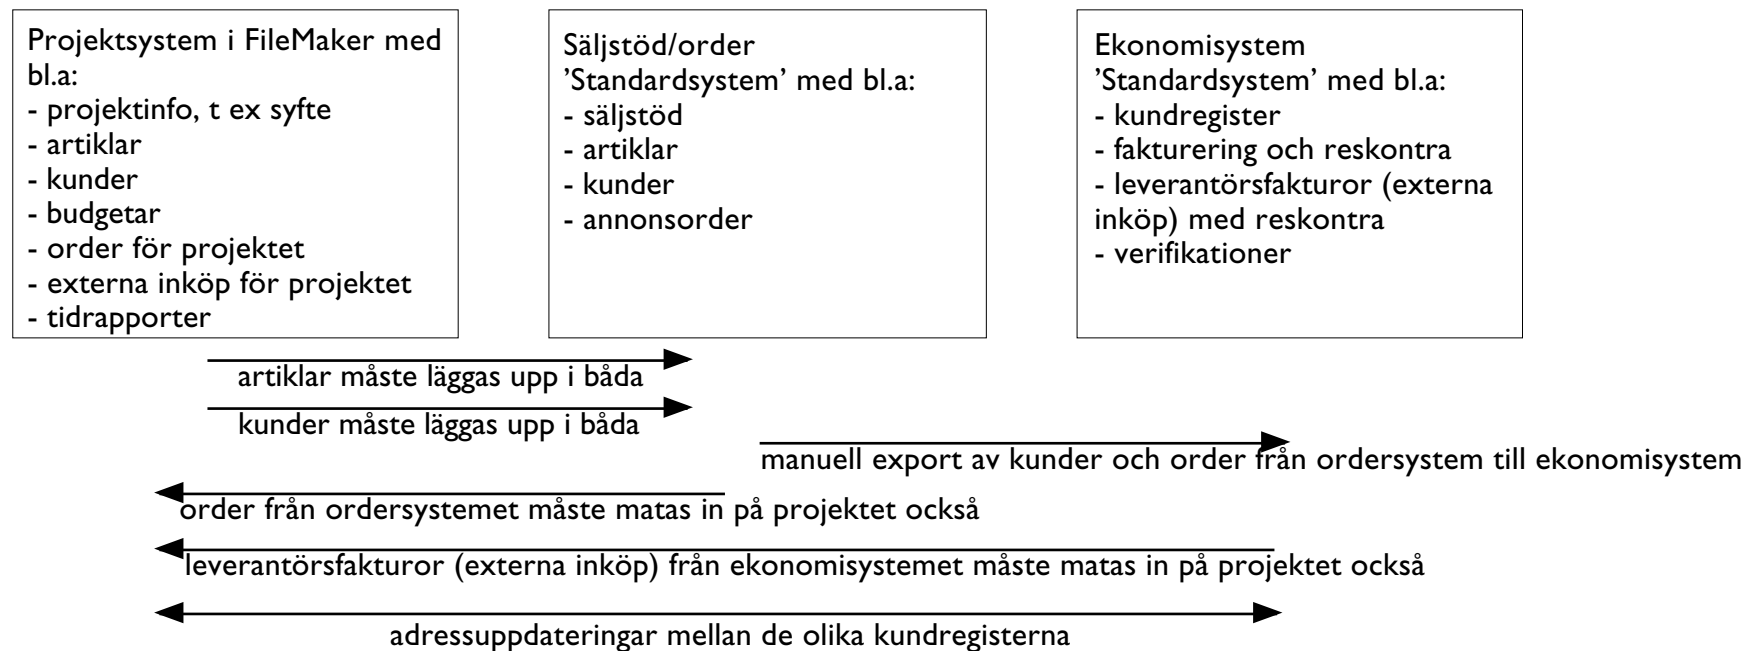 Projektsystem i FileMaker med
bl.a:
- projektinfo, t ex syfte
- artiklar
- kunder
- budgetar
- order för projektet
- externa inköp för projektet
- tidrapporter
Säljstöd/order
’Standardsystem’ med bl.a:
- säljstöd
- artiklar
- kunder
- annonsorder
Ekonomisystem
’Standardsystem’ med bl.a:
- kundregister
- fakturering och reskontra
- leverantörsfakturor (externa
inköp) med reskontra
- verifikationer
artiklar måste läggas upp i båda
kunder måste läggas upp i båda
manuell export av kunder och order från ordersystem till ekonomisystem
order från ordersystemet måste matas in på projektet också
leverantörsfakturor (externa inköp) från ekonomisystemet måste matas in på projektet också
adressuppdateringar mellan de olika kundregisterna